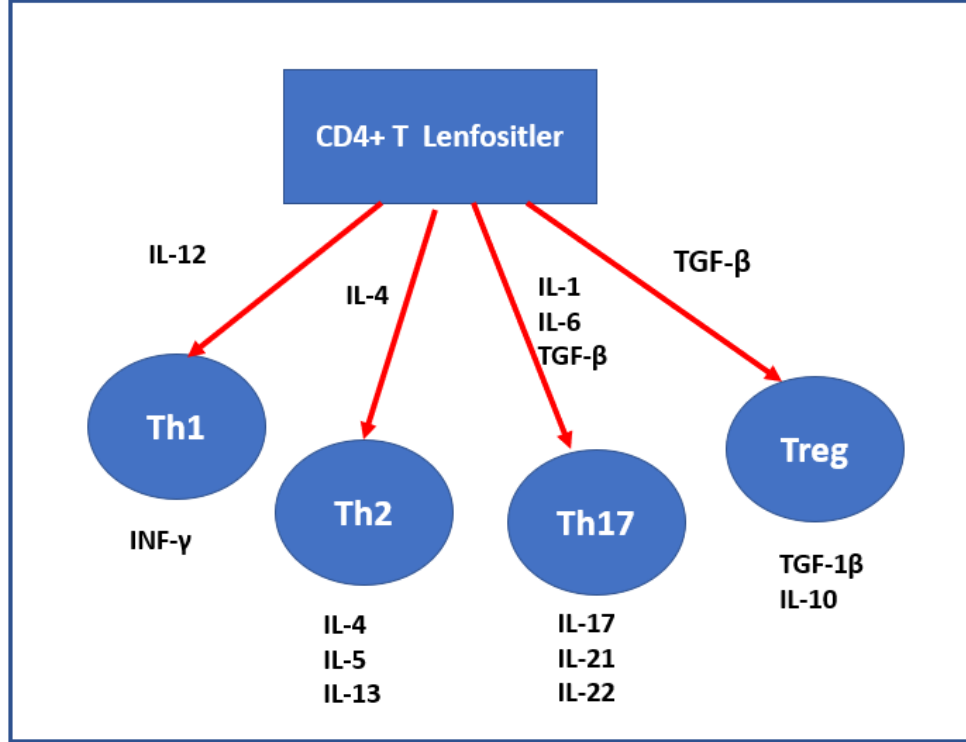 CD4+ T Lenfositler
IL-12
IL-4
IL-1
IL-6
TGF-β
TGF-β
Th1
Th2
Th17
Treg
INF-γ
IL-4
IL-5
IL-13
IL-17
IL-21
IL-22
TGF-1β
IL-10